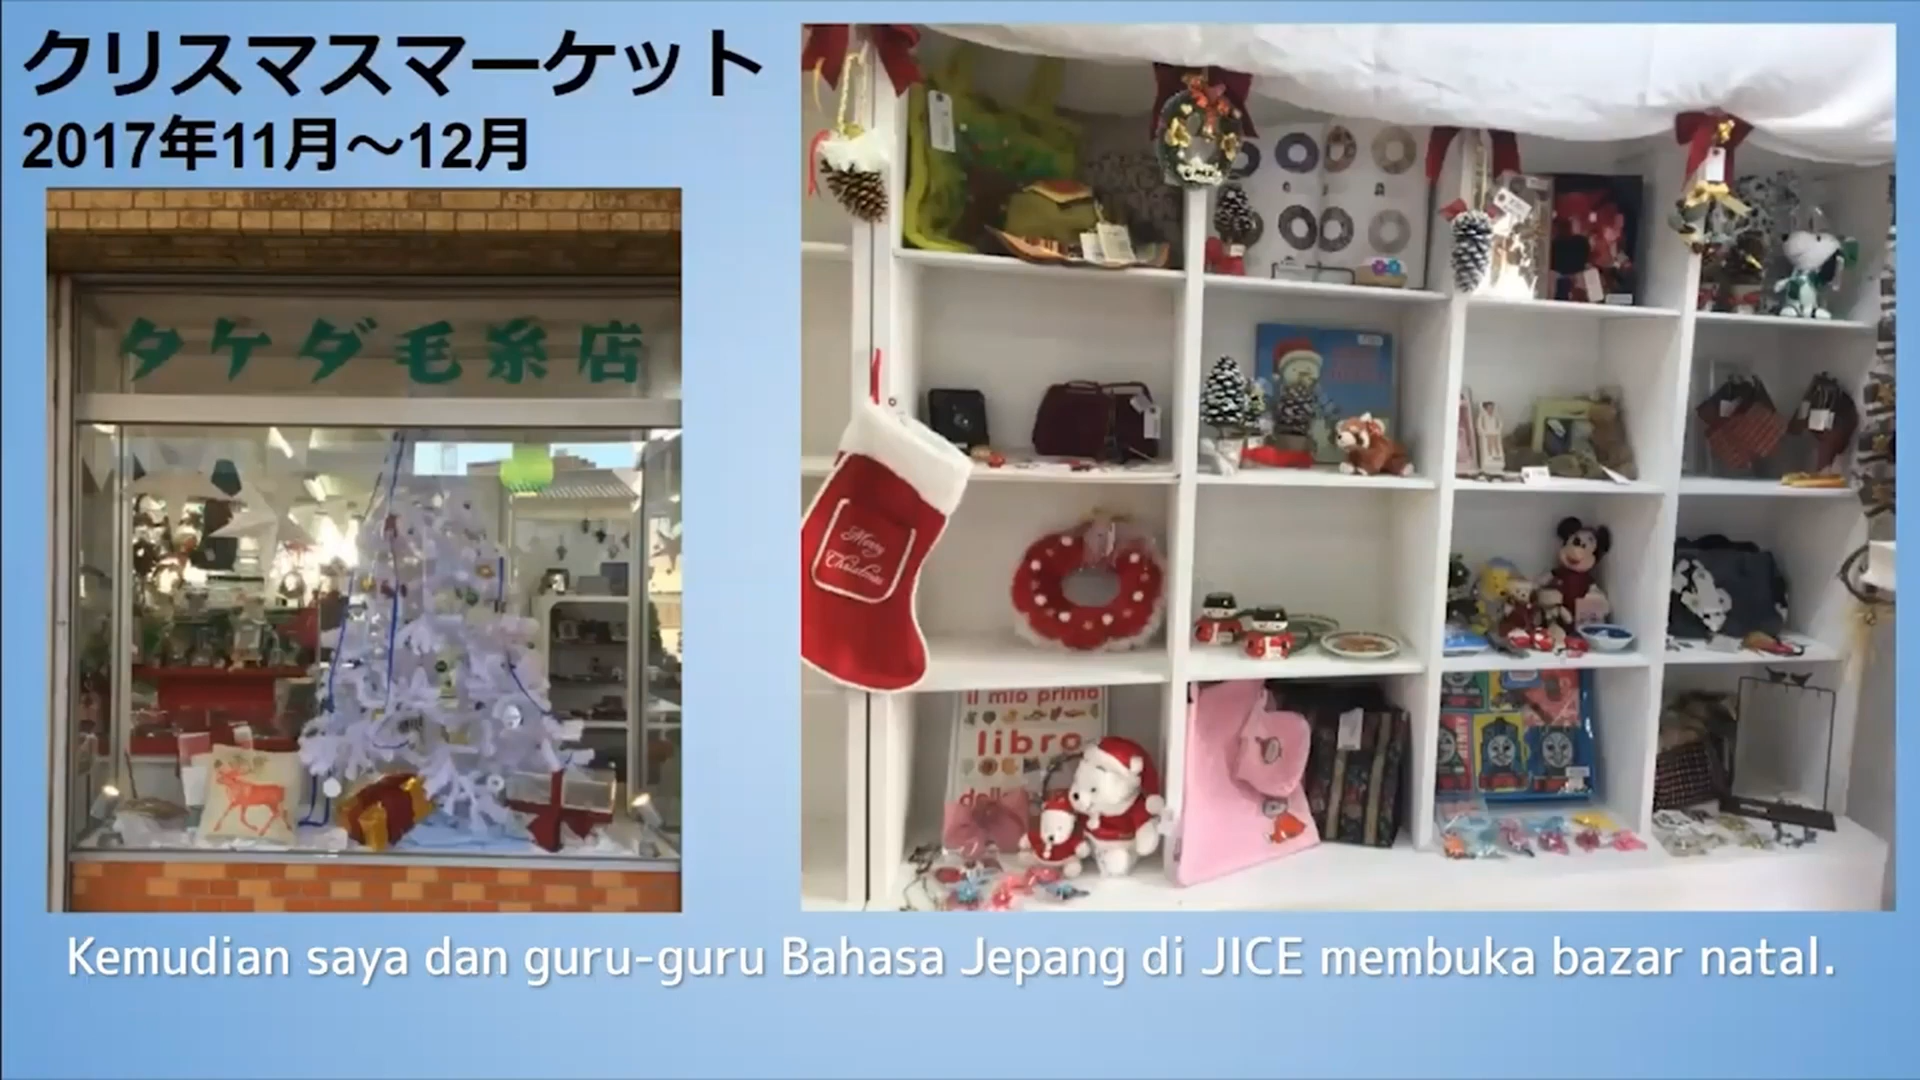 クリスマスマーケット
2017年11月～12月
タケダ毛糸店
Merry
Christmas
il mio primo
libro
Kemudian saya dan guru-guru Bahasa Jepang di JICE membuka bazar natal.